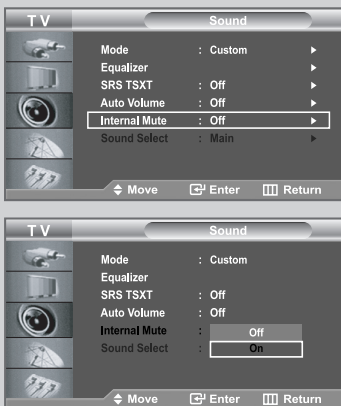 TV Sound
Mode : Custom ►
Equalizer ►
SRS TSXT : Off ►
Auto Volume : Off ►
Internal Mute : Off ►
Sound Select : Main ►
Move Enter Return
TV Sound
Mode : Custom
Equalizer
SRS TSXT : Off
Auto Volume : Off
Internal Mute : Off
Sound Select : On
Move Enter Return